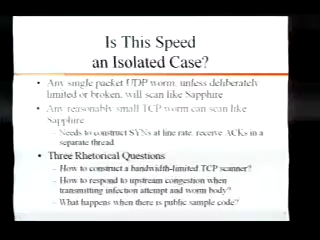 Is This Speed
an Isolated Case?
• Any single packet UDP worm, unless deliberately
limited or broken, will scan like Sapphire
• Any reasonably small TCP worm can scan like
Sapphire
– Needs to construct SYNs at line rate, receive ACKs in a
separate thread
• Three Rhetorical Questions
– How to construct a bandwidth-limited TCP scanner?
– How to respond to upstream congestion when
transmitting infection attempt and worm body?
– What happens when there is public sample code?